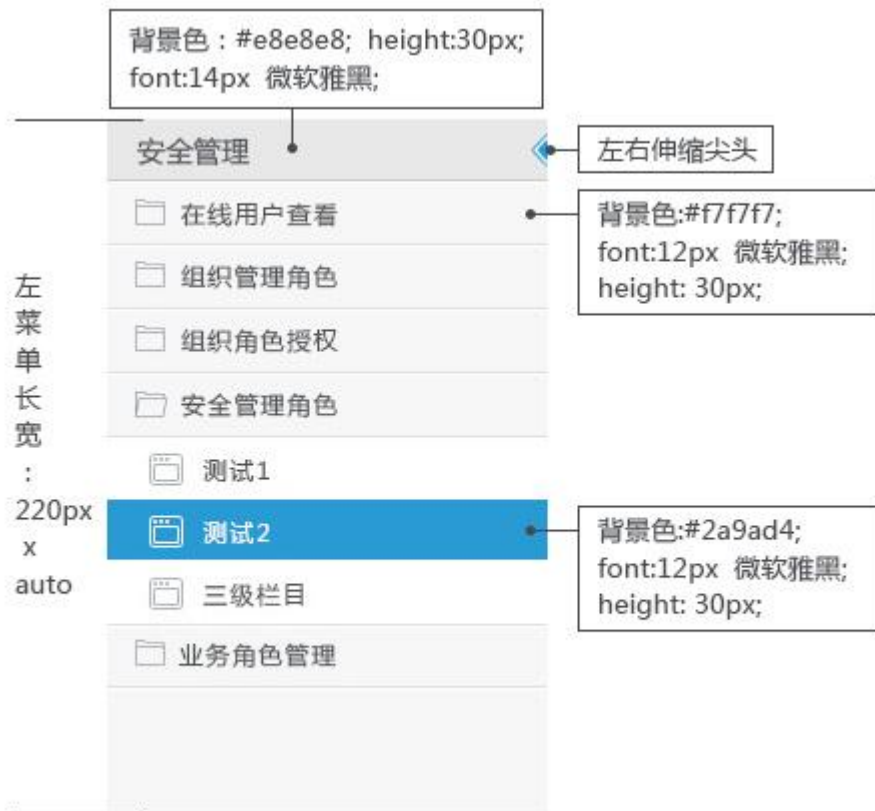 背景色：#e8e8e8; height:30px;
font:14px 微软雅黑;
安全管理
左右伸缩尖头
在线用户查看
背景色:#f7f7f7;
font:12px 微软雅黑;
height: 30px;
组织管理角色
组织角色授权
安全管理角色
左
菜
单
长
宽
:
220px
x
auto
测试1
测试2
背景色:#2a9ad4;
font:12px 微软雅黑;
height: 30px;
三级栏目
业务角色管理